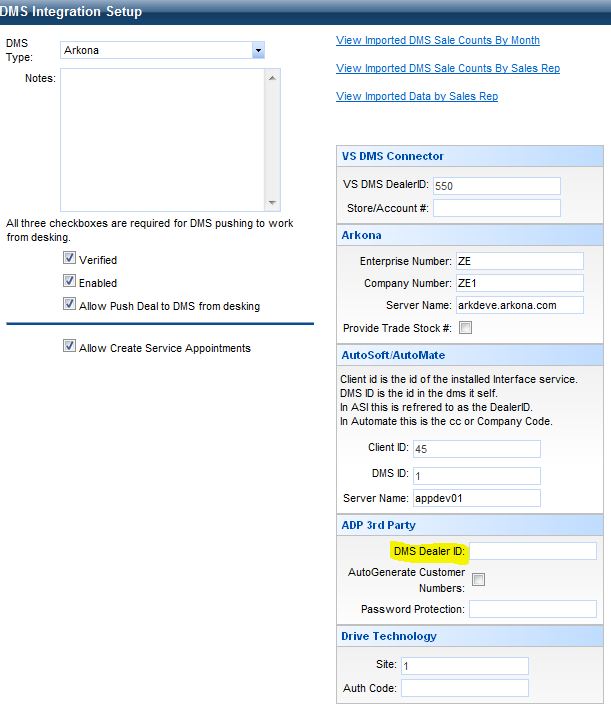 DMS Integration Setup
DMS
Type:
Arkona
Notes:
All three checkboxes are required for DMS pushing to work
from desking.
Verified
Enabled
Allow Push Deal to DMS from desking
Allow Create Service Appointments
View Imported DMS Sale Counts By Month
View Imported DMS Sale Counts By Sales Rep
View Imported Data by Sales Rep
VS DMS Connector
VS DMS DealerID: 550
Store/Account #:
Arkona
Enterprise Number: ZE
Company Number: ZE1
Server Name: arkdeve.arkona.com
Provide Trade Stock #:
AutoSoft/AutoMate
Client id is the id of the installed Interface service.
DMS ID is the id in the dms it self.
In ASI this is refrered to as the DealerID.
In Automate this is the cc or Company Code.
Client ID: 45
DMS ID: 1
Server Name: appdev01
ADP 3rd Party
DMS Dealer ID:
AutoGenerate Customer
Numbers:
Password Protection:
Drive Technology
Site: 1
Auth Code: